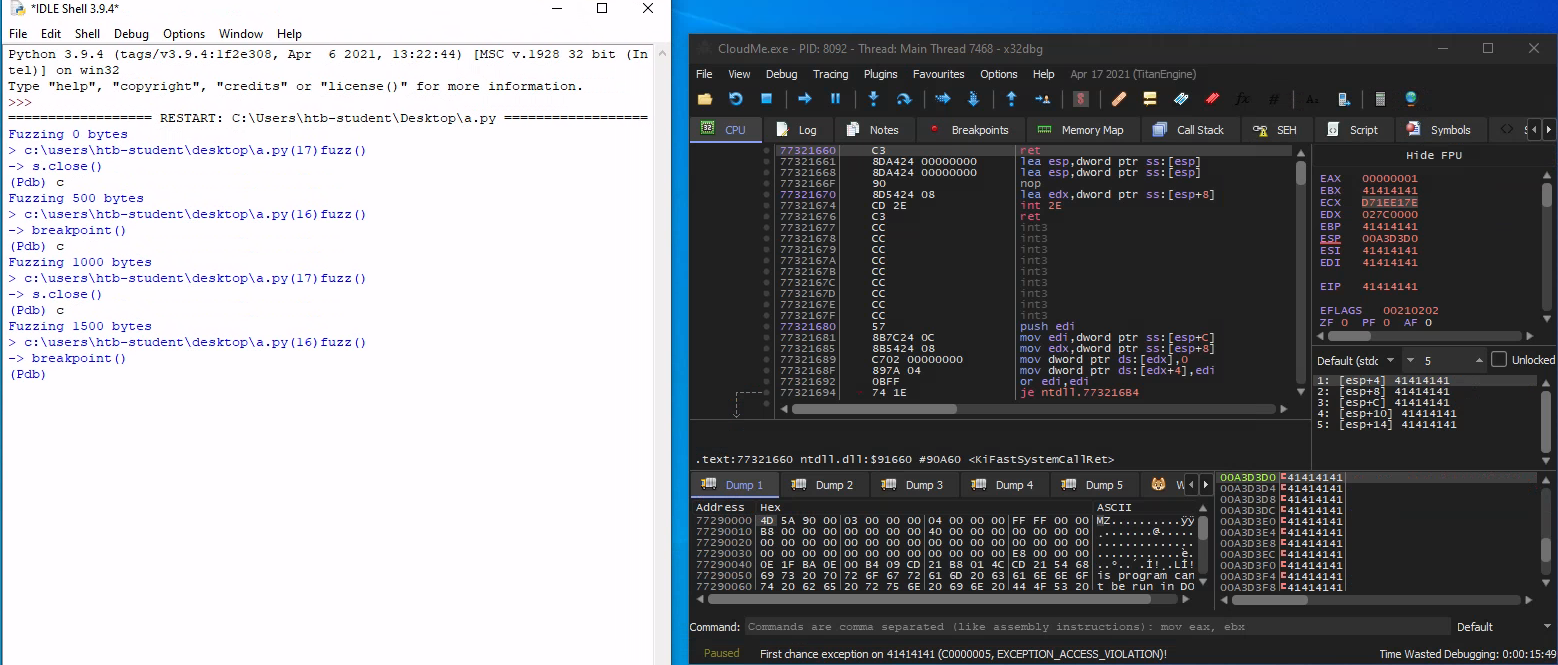 *IDLE Shell 3.9.4*
File Edit Shell Debug Options Window Help
Python 3.9.4 (tags/v3.9.4:1f2e308, Apr  6 2021, 13:22:44) [MSC v.1928 32 bit (In
tel)] on win32
Type "help", "copyright", "credits" or "license()" for more information.
>>>
================== RESTART: C:\Users\htb-student\Desktop\a.py ==================
Fuzzing 0 bytes
> c:\users\htb-student\desktop\a.py(17)fuzz()
-> s.close()
(Pdb) c
Fuzzing 500 bytes
> c:\users\htb-student\desktop\a.py(16)fuzz()
-> breakpoint()
(Pdb) c
Fuzzing 1000 bytes
> c:\users\htb-student\desktop\a.py(17)fuzz()
-> s.close()
(Pdb) c
Fuzzing 1500 bytes
> c:\users\htb-student\desktop\a.py(16)fuzz()
-> breakpoint()
(Pdb)
CloudMe.exe - PID: 8092 - Thread: Main Thread 7468 - x32dbg
File View Debug Tracing Plugins Favourites Options Help Apr 17 2021 (TitanEngine)
CPU Log Notes Breakpoints Memory Map Call Stack SEH Script Symbols
77321660 C3 ret
77321661 8DA424 00000000 lea esp,dword ptr ss:[esp]
77321668 8DA424 00000000 lea esp,dword ptr ss:[esp]
7732166F 90 nop
77321670 8D5424 08 lea edx,dword ptr ss:[esp+8]
77321674 CD 2E int 2E
77321676 C3 ret
77321677 CC int3
77321678 CC int3
77321679 CC int3
7732167A CC int3
7732167B CC int3
7732167C CC int3
7732167D CC int3
7732167E CC int3
7732167F CC int3
77321680 57 push edi
77321681 8B7C24 0C mov edi,dword ptr ss:[esp+C]
77321685 8B5424 08 mov edx,dword ptr ss:[esp+8]
77321689 C702 00000000 mov dword ptr ds:[edx],0
7732168F 897A 04 mov dword ptr ds:[edx+4],edi
77321692 0BFF or edi,edi
77321694 74 1E je ntdll.773216B4
.text:77321660 ntdll.dll:$91660 #90A60 <KiFastSystemCallRet>
Hide FPU
EAX 00000001
EBX 41414141
ECX D71EE17E
EDX 027C0000
EBP 41414141
ESP 00A3D3D0
ESI 41414141
EDI 41414141
EIP 41414141
EFLAGS 00210202
ZF 0 PF 0 AF 0
Default (stdc 5 Unlocked
1: [esp+4] 41414141
2: [esp+8] 41414141
3: [esp+C] 41414141
4: [esp+10] 41414141
5: [esp+14] 41414141
Dump 1 Dump 2 Dump 3 Dump 4 Dump 5 W
Address Hex ASCII
77290000 4D 5A 90 00 03 00 00 00 04 00 00 00 FF FF 00 00 MZ..........ÿÿ
77290010 B8 00 00 00 00 00 00 00 40 00 00 00 00 00 00 00 ¸.......@.....
77290020 00 00 00 00 00 00 00 00 00 00 00 00 00 00 00 00 ..............
77290030 00 00 00 00 00 00 00 00 00 00 00 00 E8 00 00 00 ............è.
77290040 0E 1F BA 0E 00 B4 09 CD 21 B8 01 4C CD 21 54 68 ..º..´.Í!¸.LÍ!
77290050 69 73 20 70 72 6F 67 72 61 6D 20 63 61 6E 6E 6F is program can
77290060 74 20 62 65 20 72 75 6E 20 69 6E 20 44 4F 53 20 t be run in DO
00A3D3D0 41414141
00A3D3D4 41414141
00A3D3D8 41414141
00A3D3DC 41414141
00A3D3E0 41414141
00A3D3E4 41414141
00A3D3E8 41414141
00A3D3EC 41414141
00A3D3F0 41414141
00A3D3F4 41414141
00A3D3F8 41414141
Command: Commands are comma separated (like assembly instructions): mov eax, ebx Default
Paused First chance exception on 41414141 (C0000005, EXCEPTION_ACCESS_VIOLATION)! Time Wasted Debugging: 0:00:15:49